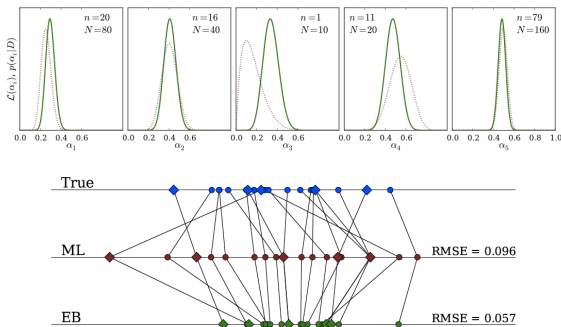 n=20
N=80
n=16
N=40
n=1
N=10
n=11
N=20
n=79
N=160
ℒ(αᵢ), p(αᵢ|D)
0.0 0.2 0.4 0.6
0.0 0.2 0.4 0.6
0.0 0.2 0.4 0.6
0.0 0.2 0.4 0.6
0.0 0.2 0.4 0.6 0.8 1.0
α₁
α₂
α₃
α₄
α₅
True
ML
RMSE = 0.096
EB
RMSE = 0.057